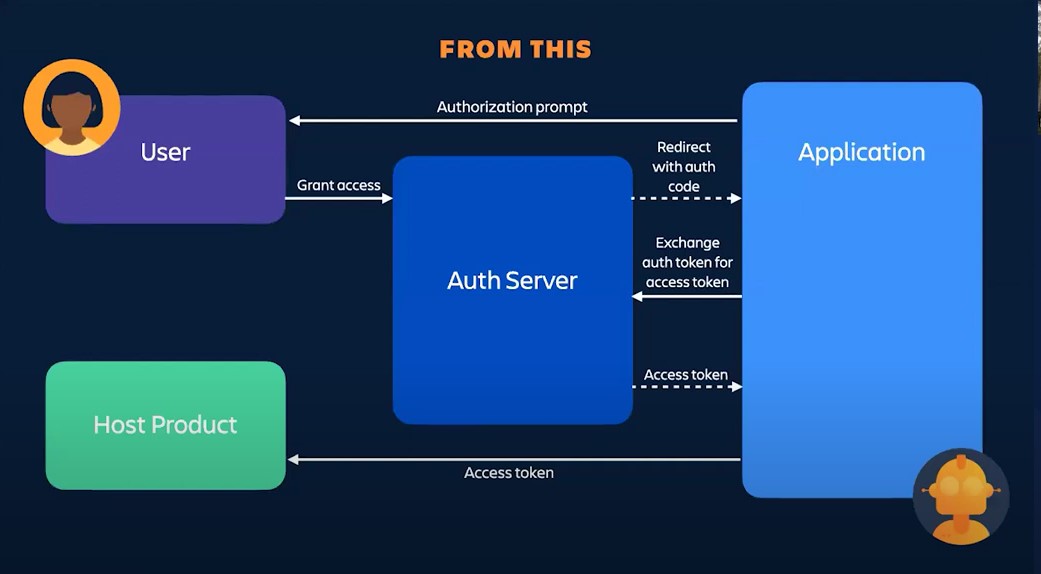 FROM THIS
Authorization prompt
User
Application
Redirect
with auth
code
Grant access
Exchange
auth token for
access token
Auth Server
Access token
Host Product
Access token